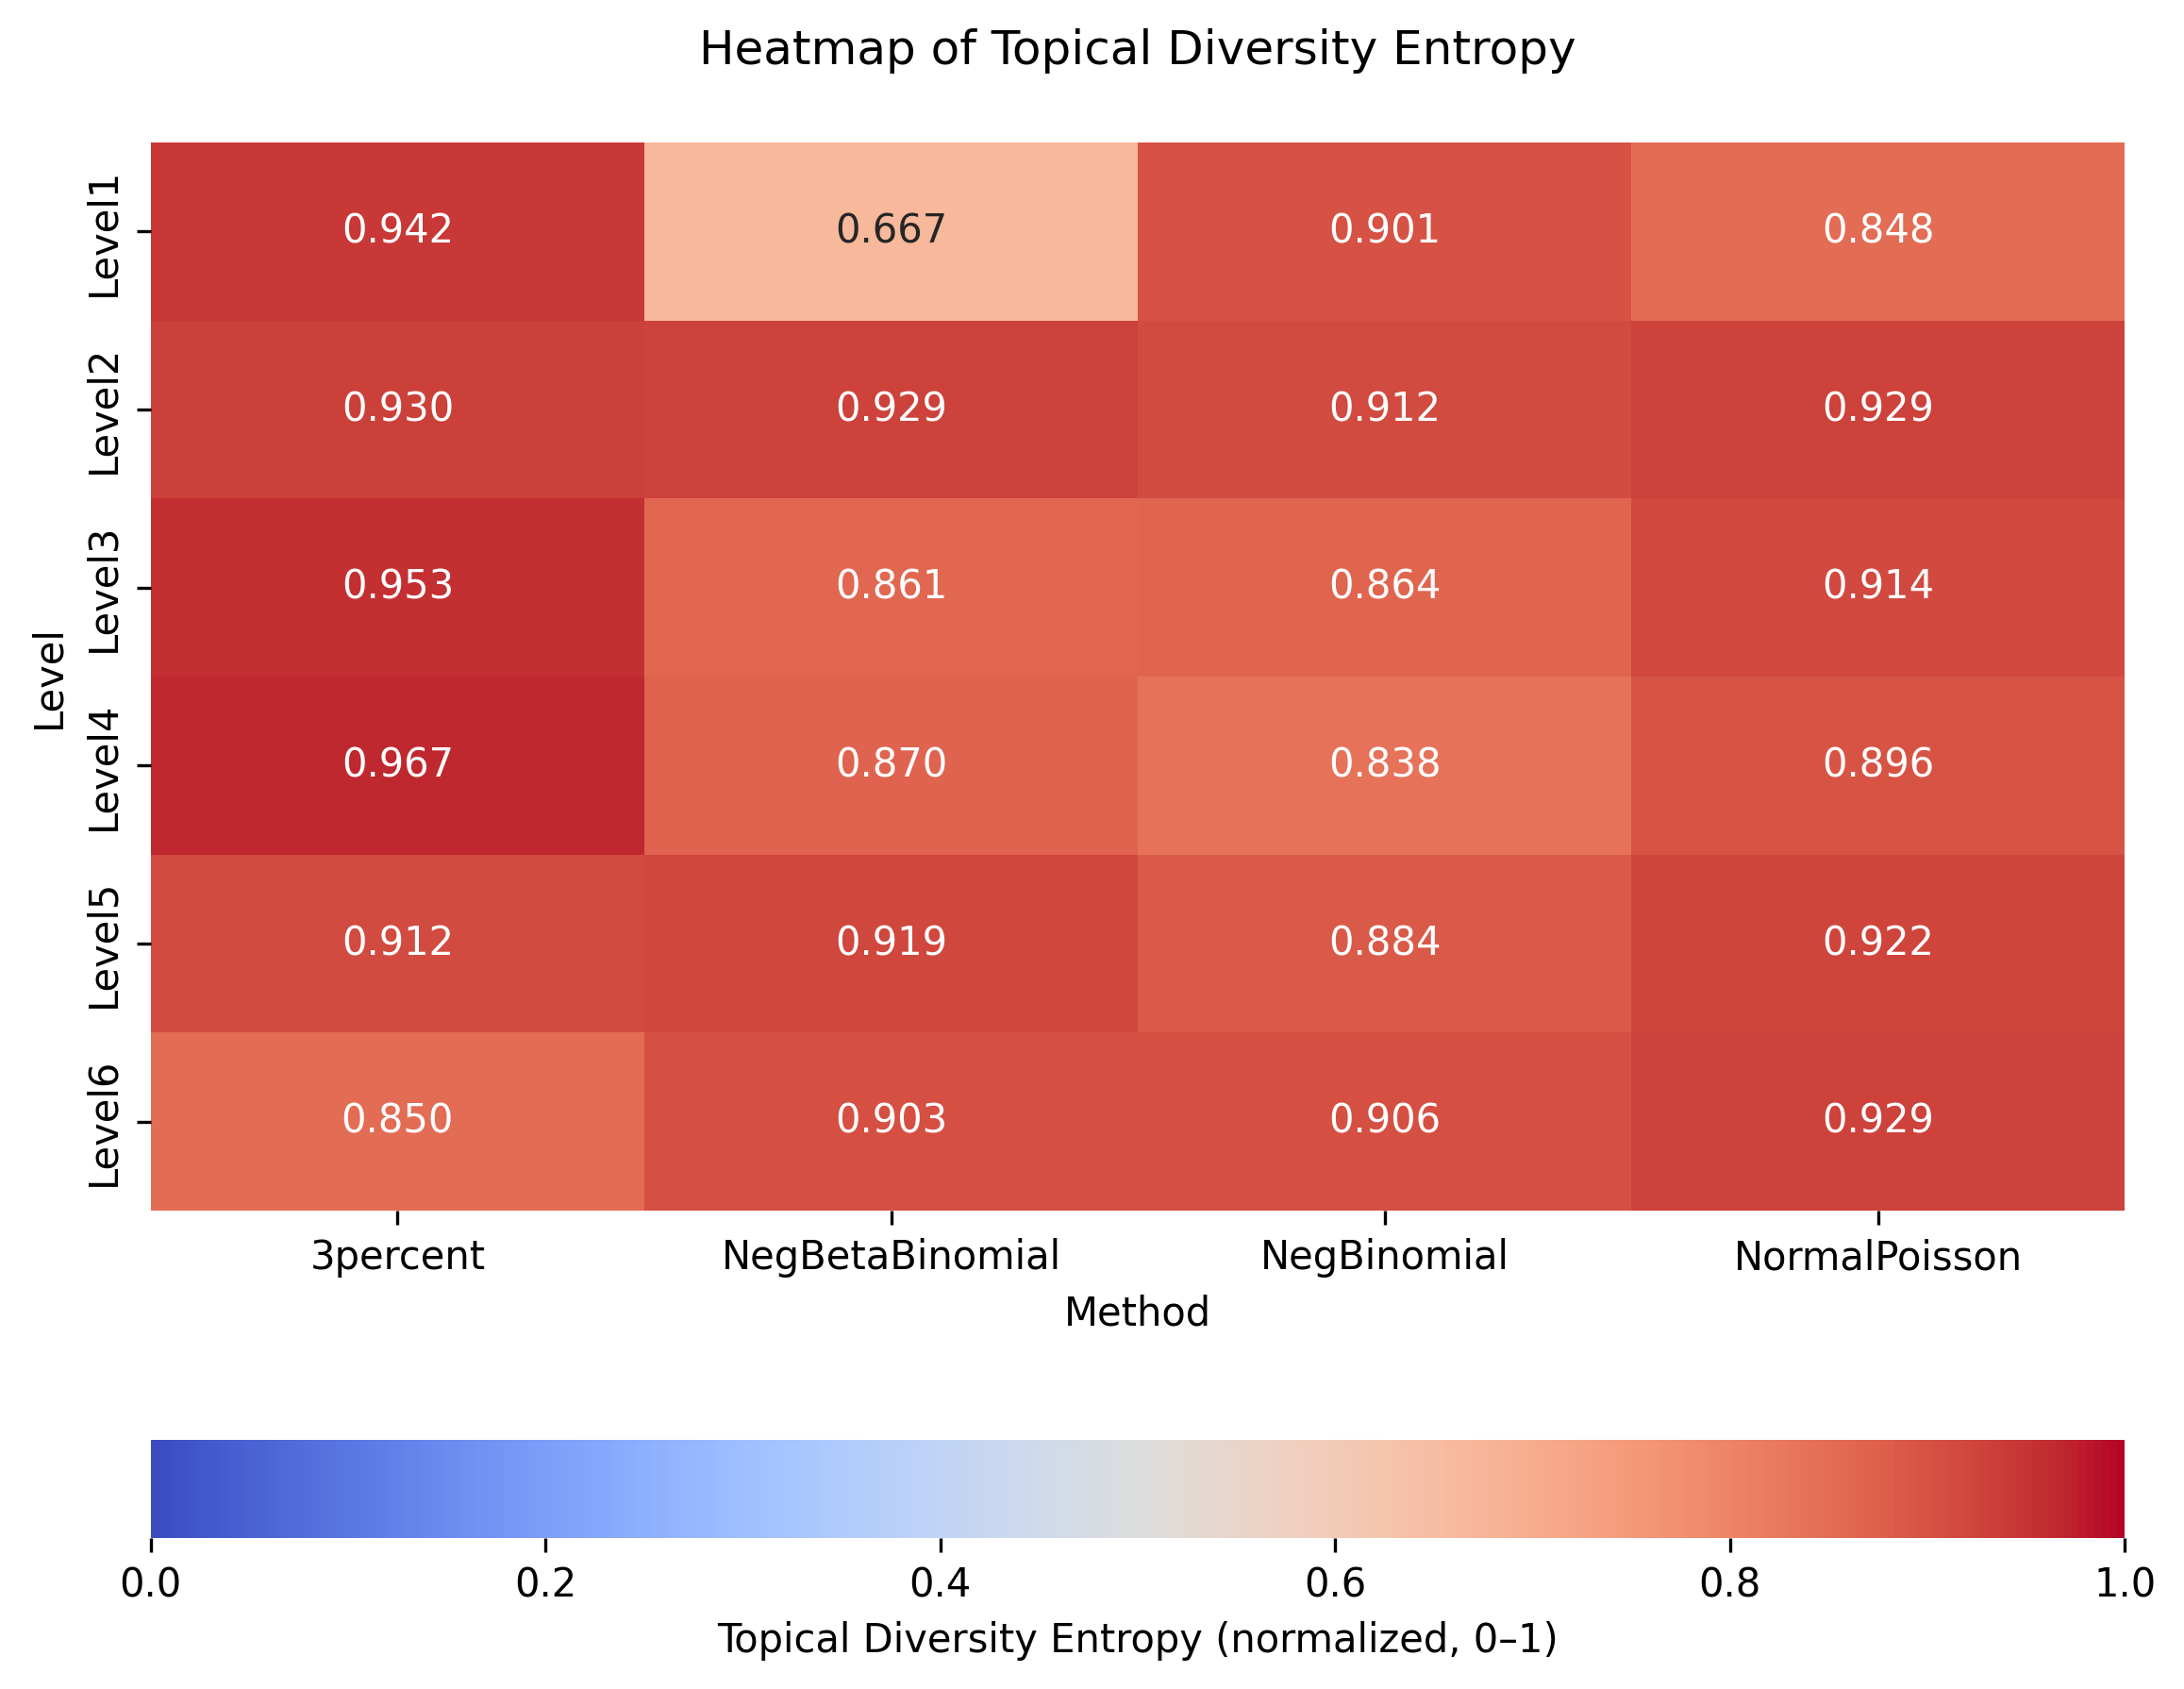 Heatmap of Topical Diversity Entropy
Level
Level1 0.942 0.667 0.901 0.848
Level2 0.930 0.929 0.912 0.929
Level3 0.953 0.861 0.864 0.914
Level4 0.967 0.870 0.838 0.896
Level5 0.912 0.919 0.884 0.922
Level6 0.850 0.903 0.906 0.929
3percent NegBetaBinomial NegBinomial NormalPoisson
Method
0.0 0.2 0.4 0.6 0.8 1.0
Topical Diversity Entropy (normalized, 0–1)